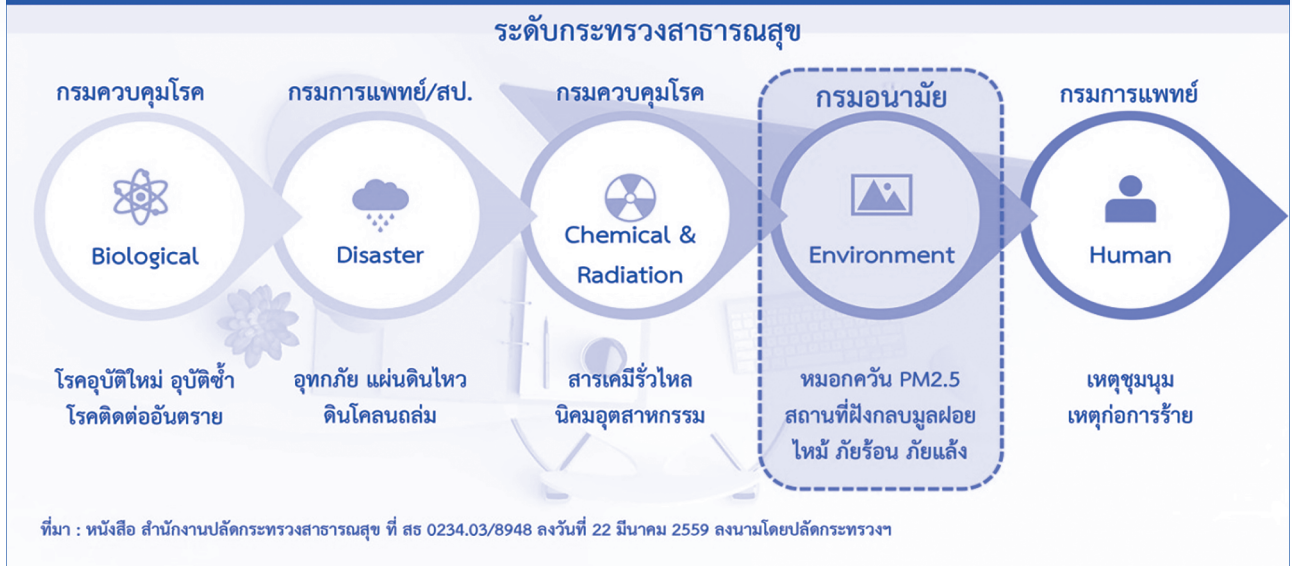 ระดับกระทรวงสาธารณสุข
กรมควบคุมโรค
Biological
โรคอุบัติใหม่ อุบัติซ้ำ
โรคติดต่ออันตราย
กรมการแพทย์/สป.
Disaster
อุทกภัย แผ่นดินไหว
ดินโคลนถล่ม
กรมควบคุมโรค
Chemical &
Radiation
สารเคมีรั่วไหล
นิคมอุตสาหกรรม
กรมอนามัย
Environment
หมอกควัน PM2.5
สถานที่ฝังกลบมูลฝอย
ไหม้ ภัยร้อน ภัยแล้ง
กรมการแพทย์
Human
เหตุชุมนุม
เหตุก่อการร้าย
ที่มา : หนังสือ สำนักงานปลัดกระทรวงสาธารณสุข ที่ สธ 0234.03/8948 ลงวันที่ 22 มีนาคม 2559 ลงนามโดยปลัดกระทรวงฯ